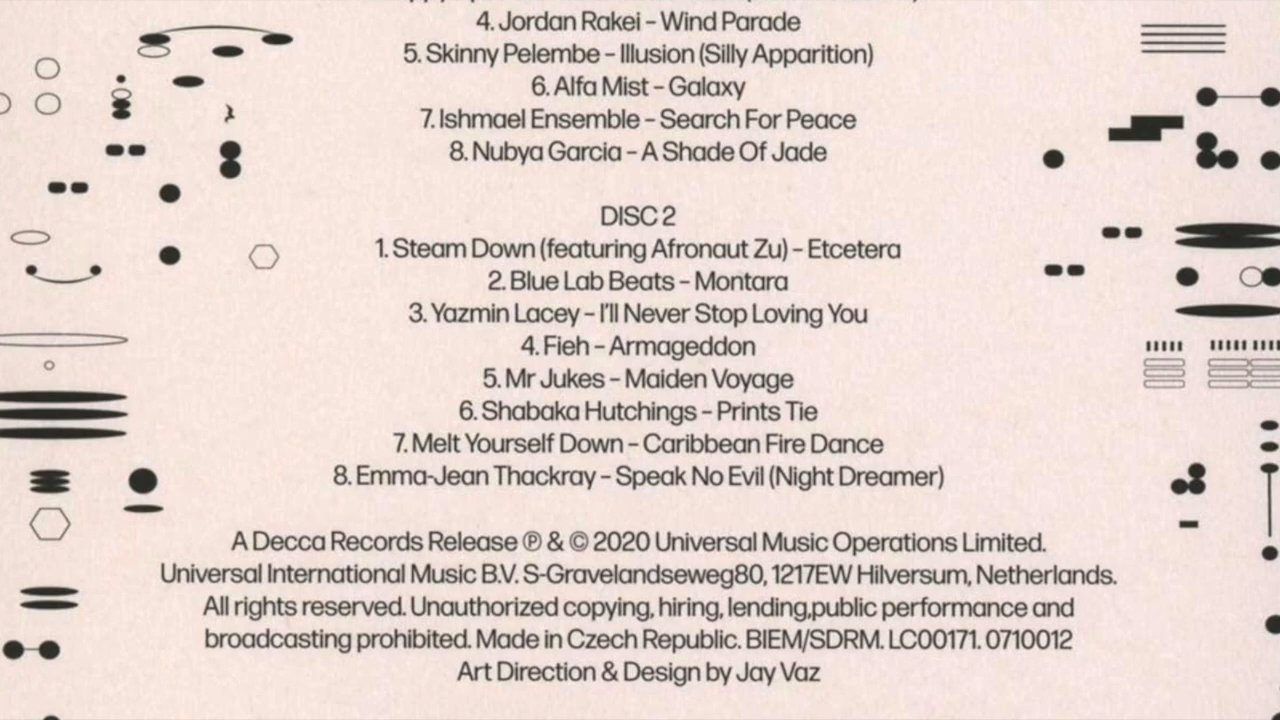 4. Jordan Rakei – Wind Parade
5. Skinny Pelembe – Illusion (Silly Apparition)
6. Alfa Mist – Galaxy
7. Ishmael Ensemble – Search For Peace
8. Nubya Garcia – A Shade Of Jade
DISC 2
1. Steam Down (featuring Afronaut Zu) – Etcetera
2. Blue Lab Beats – Montara
3. Yazmin Lacey – I'll Never Stop Loving You
4. Fieh – Armageddon
5. Mr Jukes – Maiden Voyage
6. Shabaka Hutchings – Prints Tie
7. Melt Yourself Down – Caribbean Fire Dance
8. Emma-Jean Thackray – Speak No Evil (Night Dreamer)
A Decca Records Release ℗ & © 2020 Universal Music Operations Limited.
Universal International Music B.V. S-Gravelandseweg80, 1217EW Hilversum, Netherlands.
All rights reserved. Unauthorized copying, hiring, lending,public performance and
broadcasting prohibited. Made in Czech Republic. BIEM/SDRM. LC00171. 0710012
Art Direction & Design by Jay Vaz